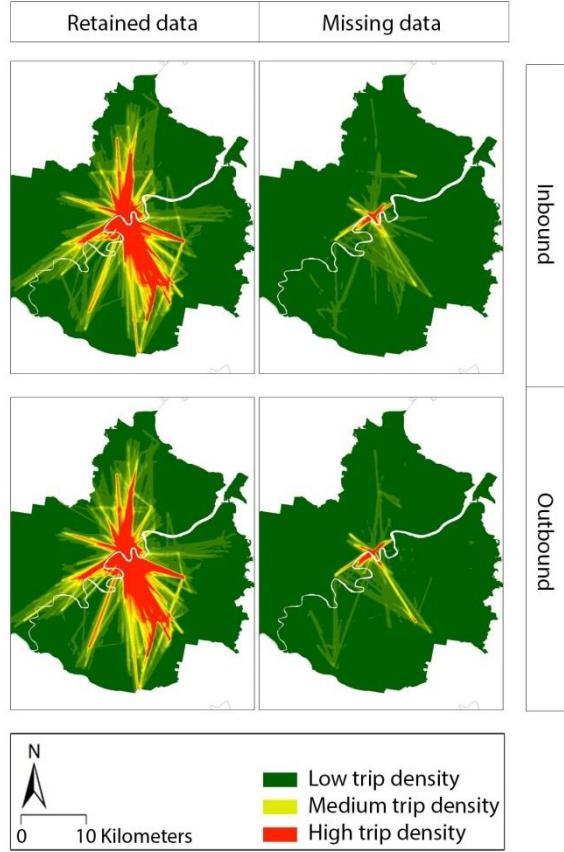 Retained data
Missing data
Inbound
Outbound
N
0 10 Kilometers
Low trip density
Medium trip density
High trip density